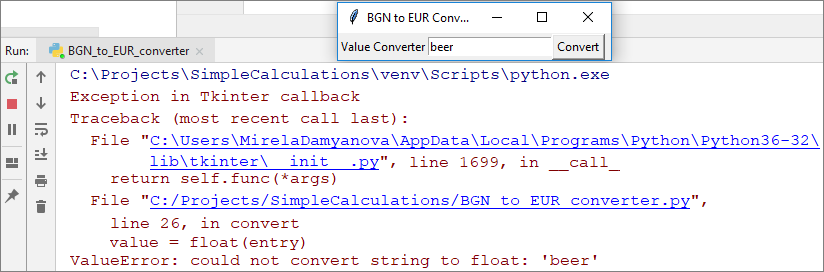 BGN to EUR Conv...
Value Converter beer Convert
Run: BGN_to_EUR_converter
C:\Projects\SimpleCalculations\venv\Scripts\python.exe
Exception in Tkinter callback
Traceback (most recent call last):
File "C:\Users\MirelaDamyanova\AppData\Local\Programs\Python\Python36-32\
lib\tkinter\__init__.py", line 1699, in __call_
return self.func(*args)
File "C:/Projects/SimpleCalculations/BGN_to_EUR_converter.py",
line 26, in convert
value = float(entry)
ValueError: could not convert string to float: 'beer'